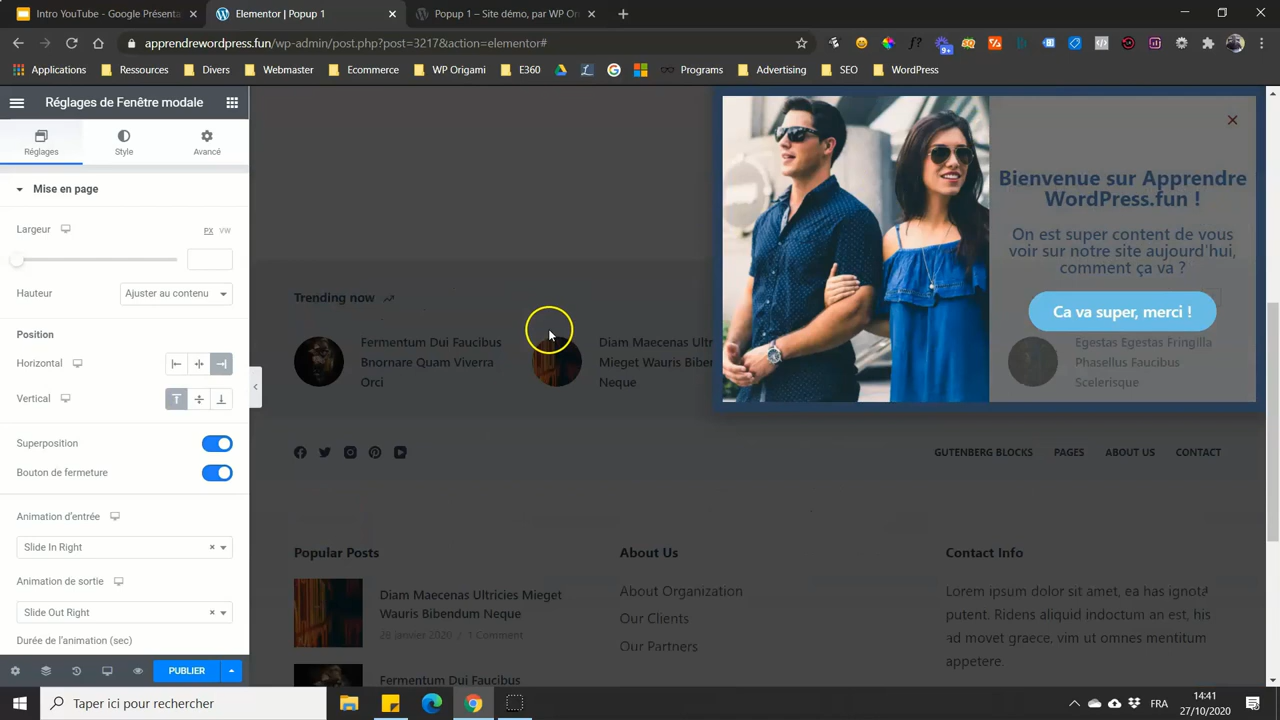 Intro YouTube - Google Présenta
Elementor | Popup 1
Popup 1 – Site démo, par WP On
apprendrewordpress.fun/wp-admin/post.php?post=3217&action=elementor#
Applications
Ressources
Divers
Webmaster
Ecommerce
WP Origami
E360
Programs
Advertising
SEO
WordPress
9+
Réglages de Fenêtre modale
Réglages
Style
Avancé
Mise en page
Largeur
PX
VW
Hauteur
Ajuster au contenu
Position
Horizontal
Vertical
Superposition
Bouton de fermeture
Animation d'entrée
Slide In Right
Animation de sortie
Slide Out Right
Durée de l'animation (sec)
PUBLIER
Bienvenue sur Apprendre
WordPress.fun !
On est super content de vous
voir sur notre site aujourd'hui,
comment ça va ?
Ca va super, merci !
Trending now
Fermentum Dui Faucibus
Bnornare Quam Viverra
Orci
Diam Maecenas Ultr
Mieget Wauris Biben
Neque
Egestas Egestas Fringilla
Phasellus Faucibus
Scelerisque
GUTENBERG BLOCKS
PAGES
ABOUT US
CONTACT
Popular Posts
Diam Maecenas Ultricies Mieget
Wauris Bibendum Neque
28 janvier 2020 / 1 Comment
Fermentum Dui Faucibus
About Us
About Organization
Our Clients
Our Partners
Contact Info
Lorem ipsum dolor sit amet, ea has ignota
putent. Ridens aliquid indoctum an est, his
ad movet graece, vim ut omnes mentitum
appetere.
Taper ici pour rechercher
FRA
14:41
27/10/2020